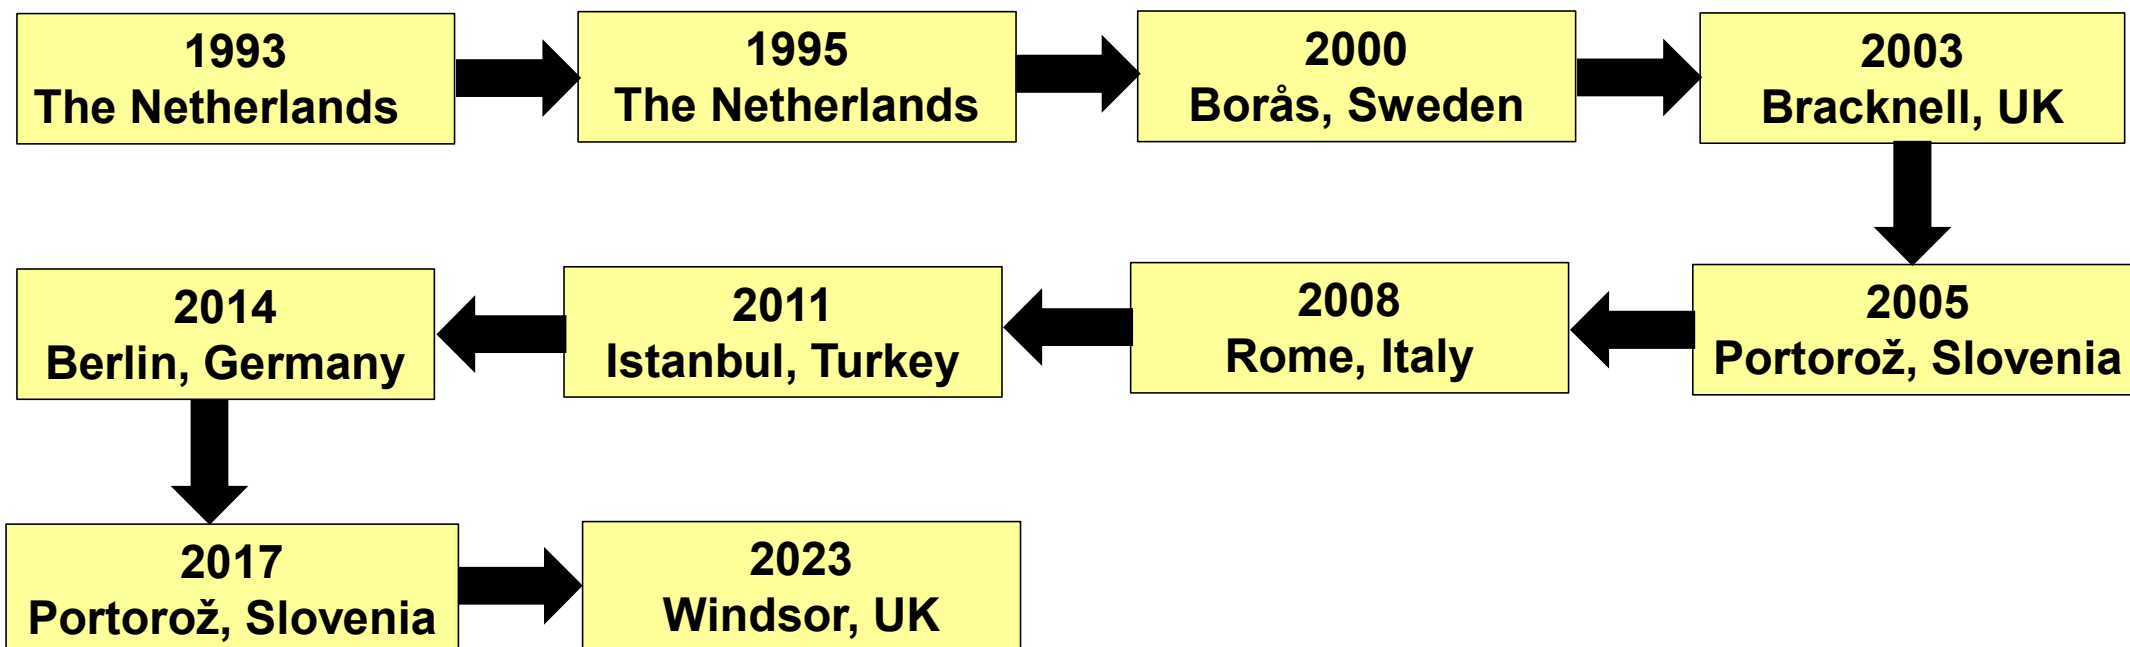 1993
The Netherlands
1995
The Netherlands
2000
Borås, Sweden
2003
Bracknell, UK
2005
Portorož, Slovenia
2008
Rome, Italy
2011
Istanbul, Turkey
2014
Berlin, Germany
2017
Portorož, Slovenia
2023
Windsor, UK